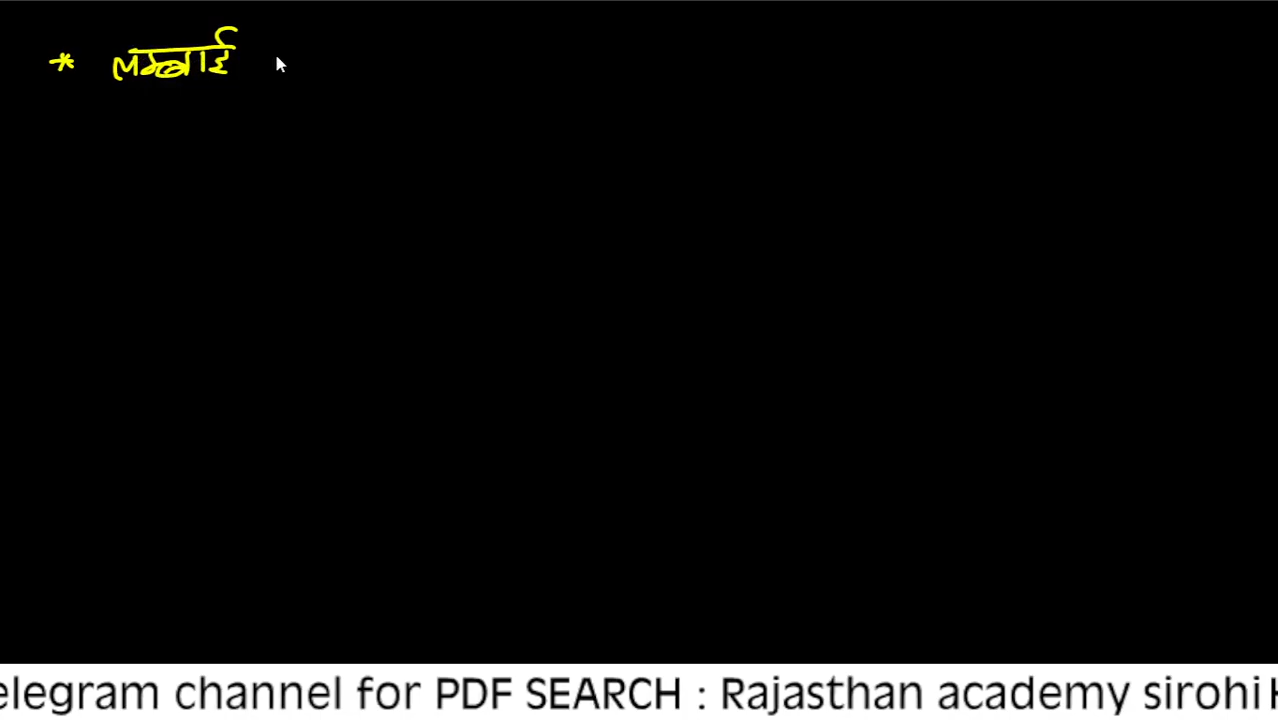 * लम्बाई
elegram channel for PDF SEARCH : Rajasthan academy sirohi